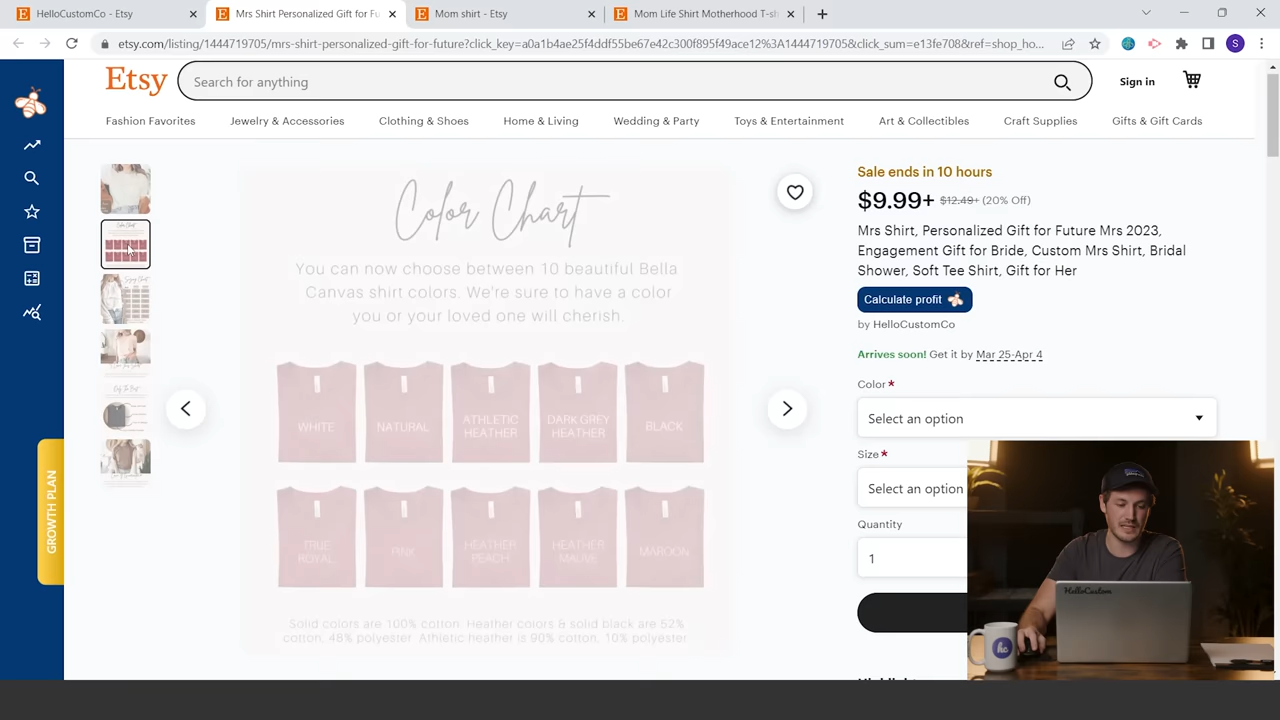 HelloCustomCo - Etsy
Mrs Shirt Personalized Gift for Fu
Mom shirt - Etsy
Mom Life Shirt Motherhood T-sh
etsy.com/listing/1444719705/mrs-shirt-personalized-gift-for-future?click_key=a0a1b4ae25f4ddf55be67e42c300f895f49ace12%3A1444719705&click_sum=e13fe708&ref=shop_ho...
S
Etsy
Search for anything
Sign in
Fashion Favorites
Jewelry & Accessories
Clothing & Shoes
Home & Living
Wedding & Party
Toys & Entertainment
Art & Collectibles
Craft Supplies
Gifts & Gift Cards
GROWTH PLAN
Color Chart
You can now choose between
beautiful Bella
Canvas shirt colors. We're sure
have a color
you or your loved one will cherish.
WHITE
NATURAL
ATHLETIC HEATHER
DARK GREY HEATHER
BLACK
TRUE ROYAL
PINK
HEATHER PEACH
HEATHER MAUVE
MAROON
Solid colors are 100% cotton. Heather colors & solid black are 52%
cotton, 48% polyester. Athletic heather is 90% cotton, 10% polyester
Sale ends in 10 hours
$9.99+ $12.49+ (20% Off)
Mrs Shirt, Personalized Gift for Future Mrs 2023,
Engagement Gift for Bride, Custom Mrs Shirt, Bridal
Shower, Soft Tee Shirt, Gift for Her
Calculate profit
by HelloCustomCo
Arrives soon! Get it by Mar 25-Apr 4
Color *
Select an option
Size *
Select an option
Quantity
1
HelloCustom
hc